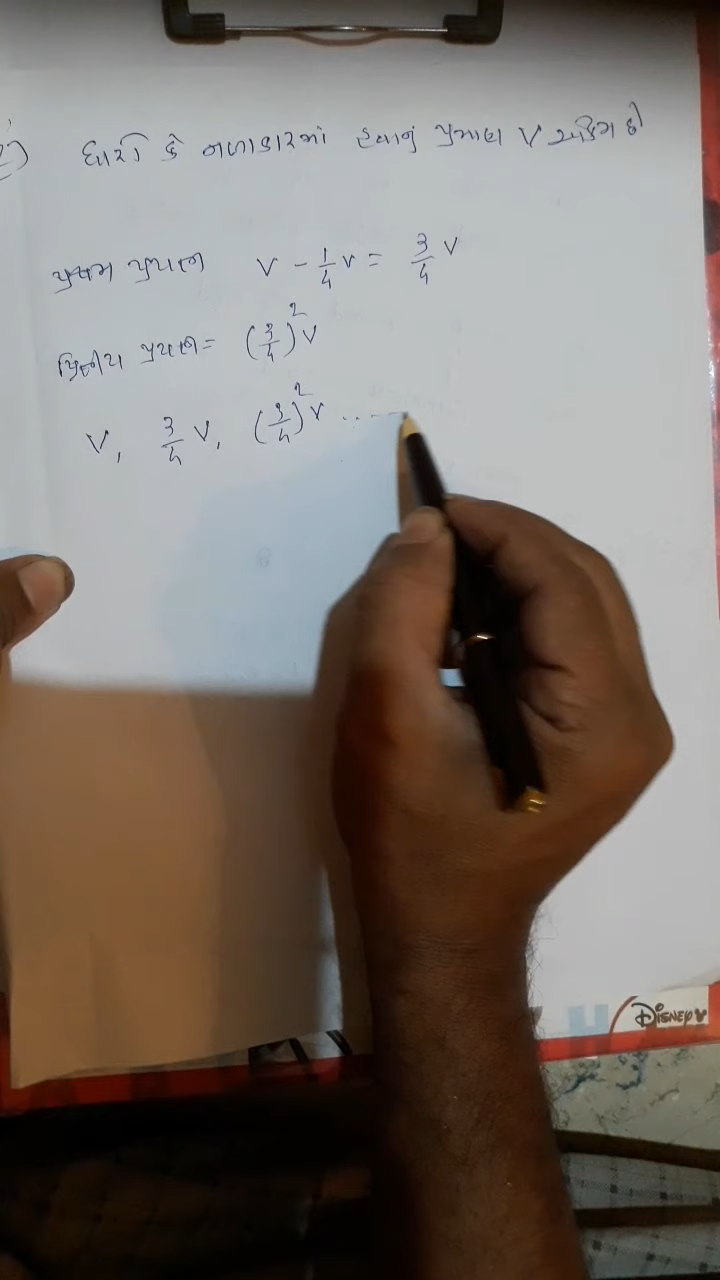 2) ધારો કે નળાકારમાં હવાનું પ્રમાણ V એકમ છે
પ્રથમ પ્રયાસ V - 1/4 V = 3/4 V
દ્વિતીય પ્રયાસ = (3/4)² V
V, 3/4 V, (3/4)² V ......
DISNEY